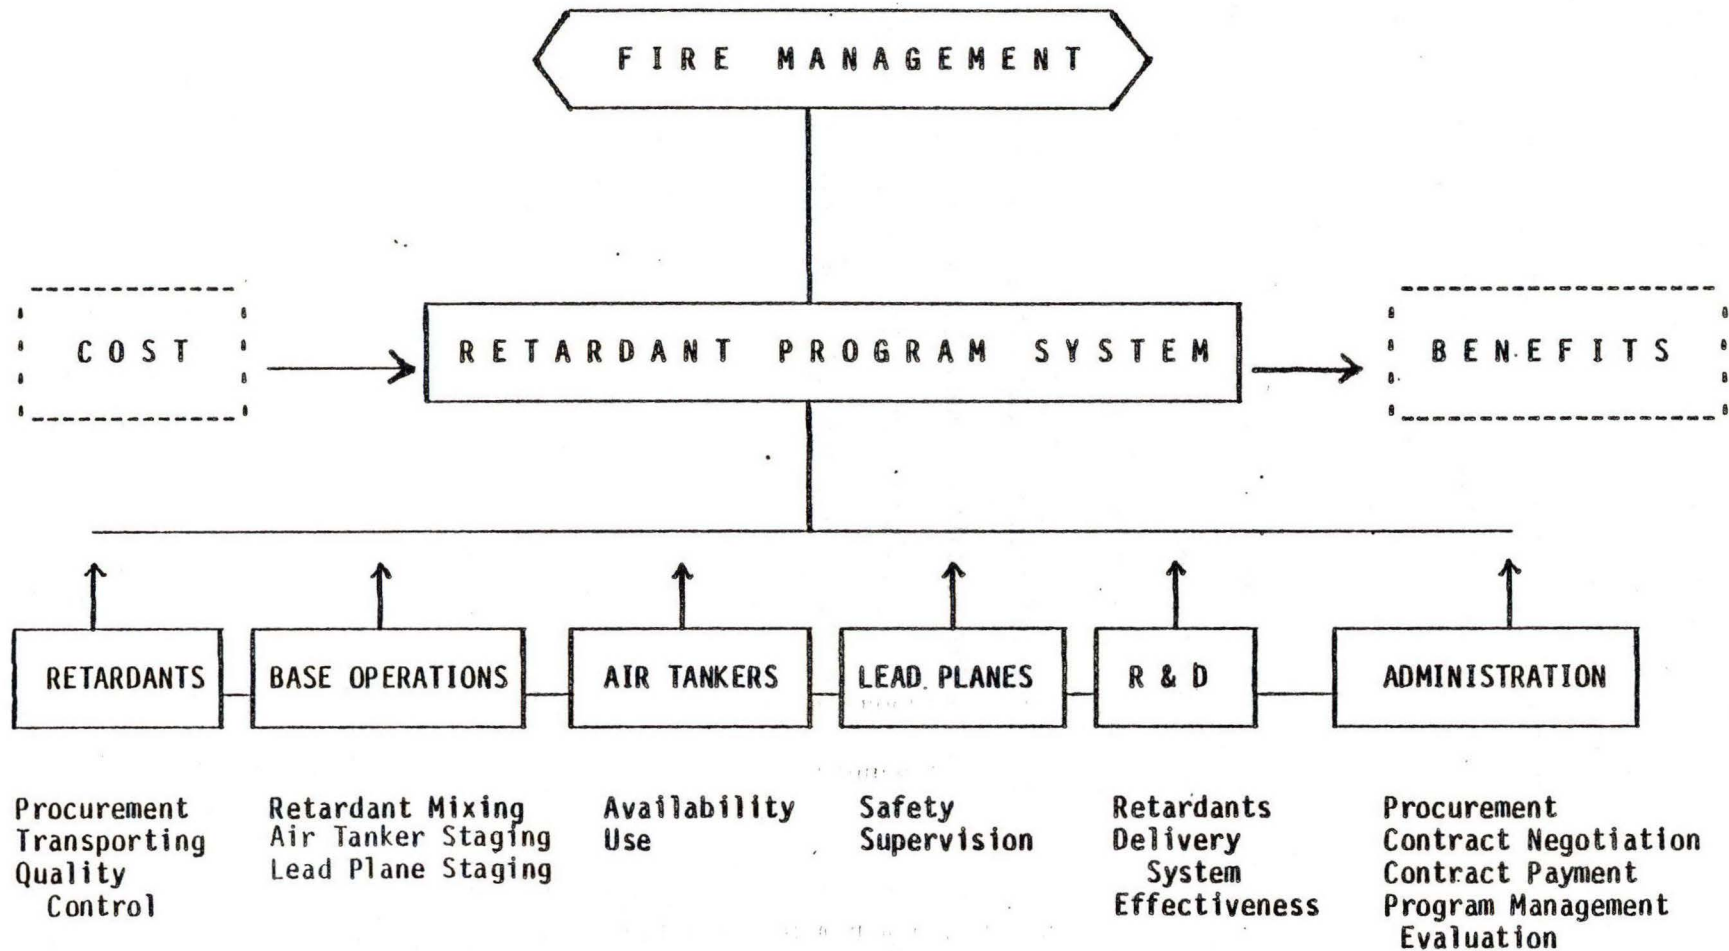 FIRE MANAGEMENT
COST
RETARDANT PROGRAM SYSTEM
BENEFITS
RETARDANTS
BASE OPERATIONS
AIR TANKERS
LEAD PLANES
R & D
ADMINISTRATION
Procurement
Transporting
Quality
Control
Retardant Mixing
Air Tanker Staging
Lead Plane Staging
Availability
Use
Safety
Supervision
Retardants
Delivery
System
Effectiveness
Procurement
Contract Negotiation
Contract Payment
Program Management
Evaluation